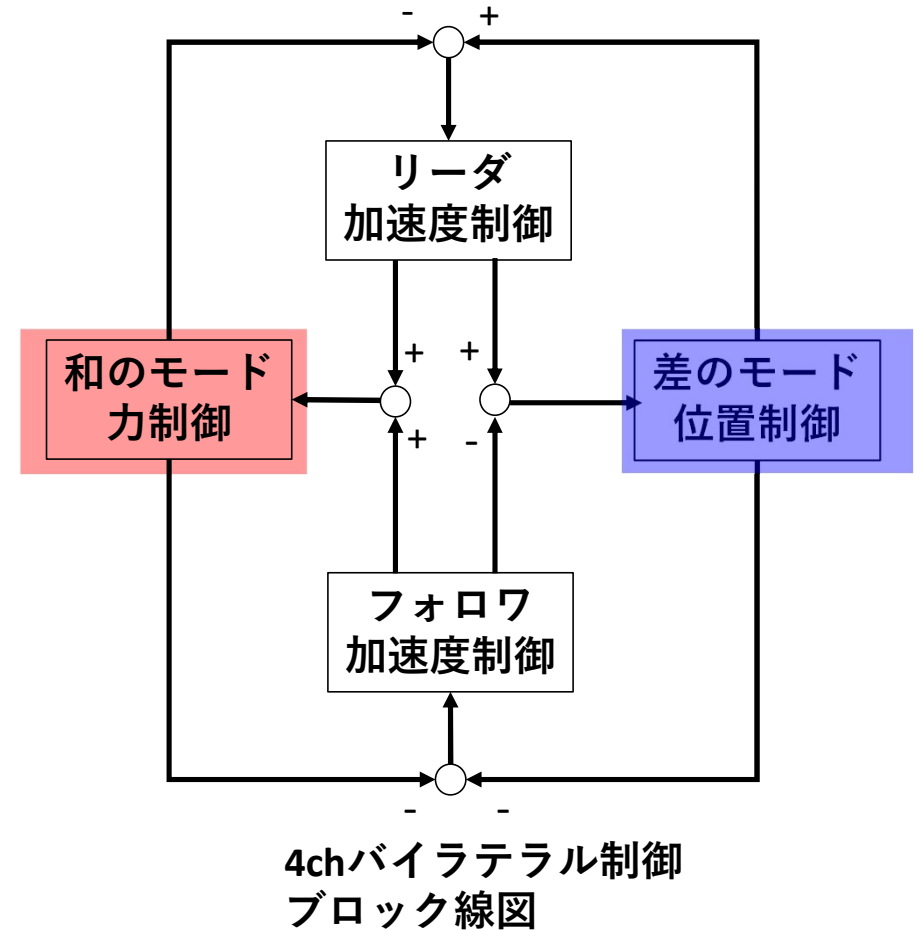 - +
リーダ
加速度制御
+ +
和のモード
力制御
差のモード
位置制御
+ -
フォロワ
加速度制御
- -
4chバイラテラル制御
ブロック線図